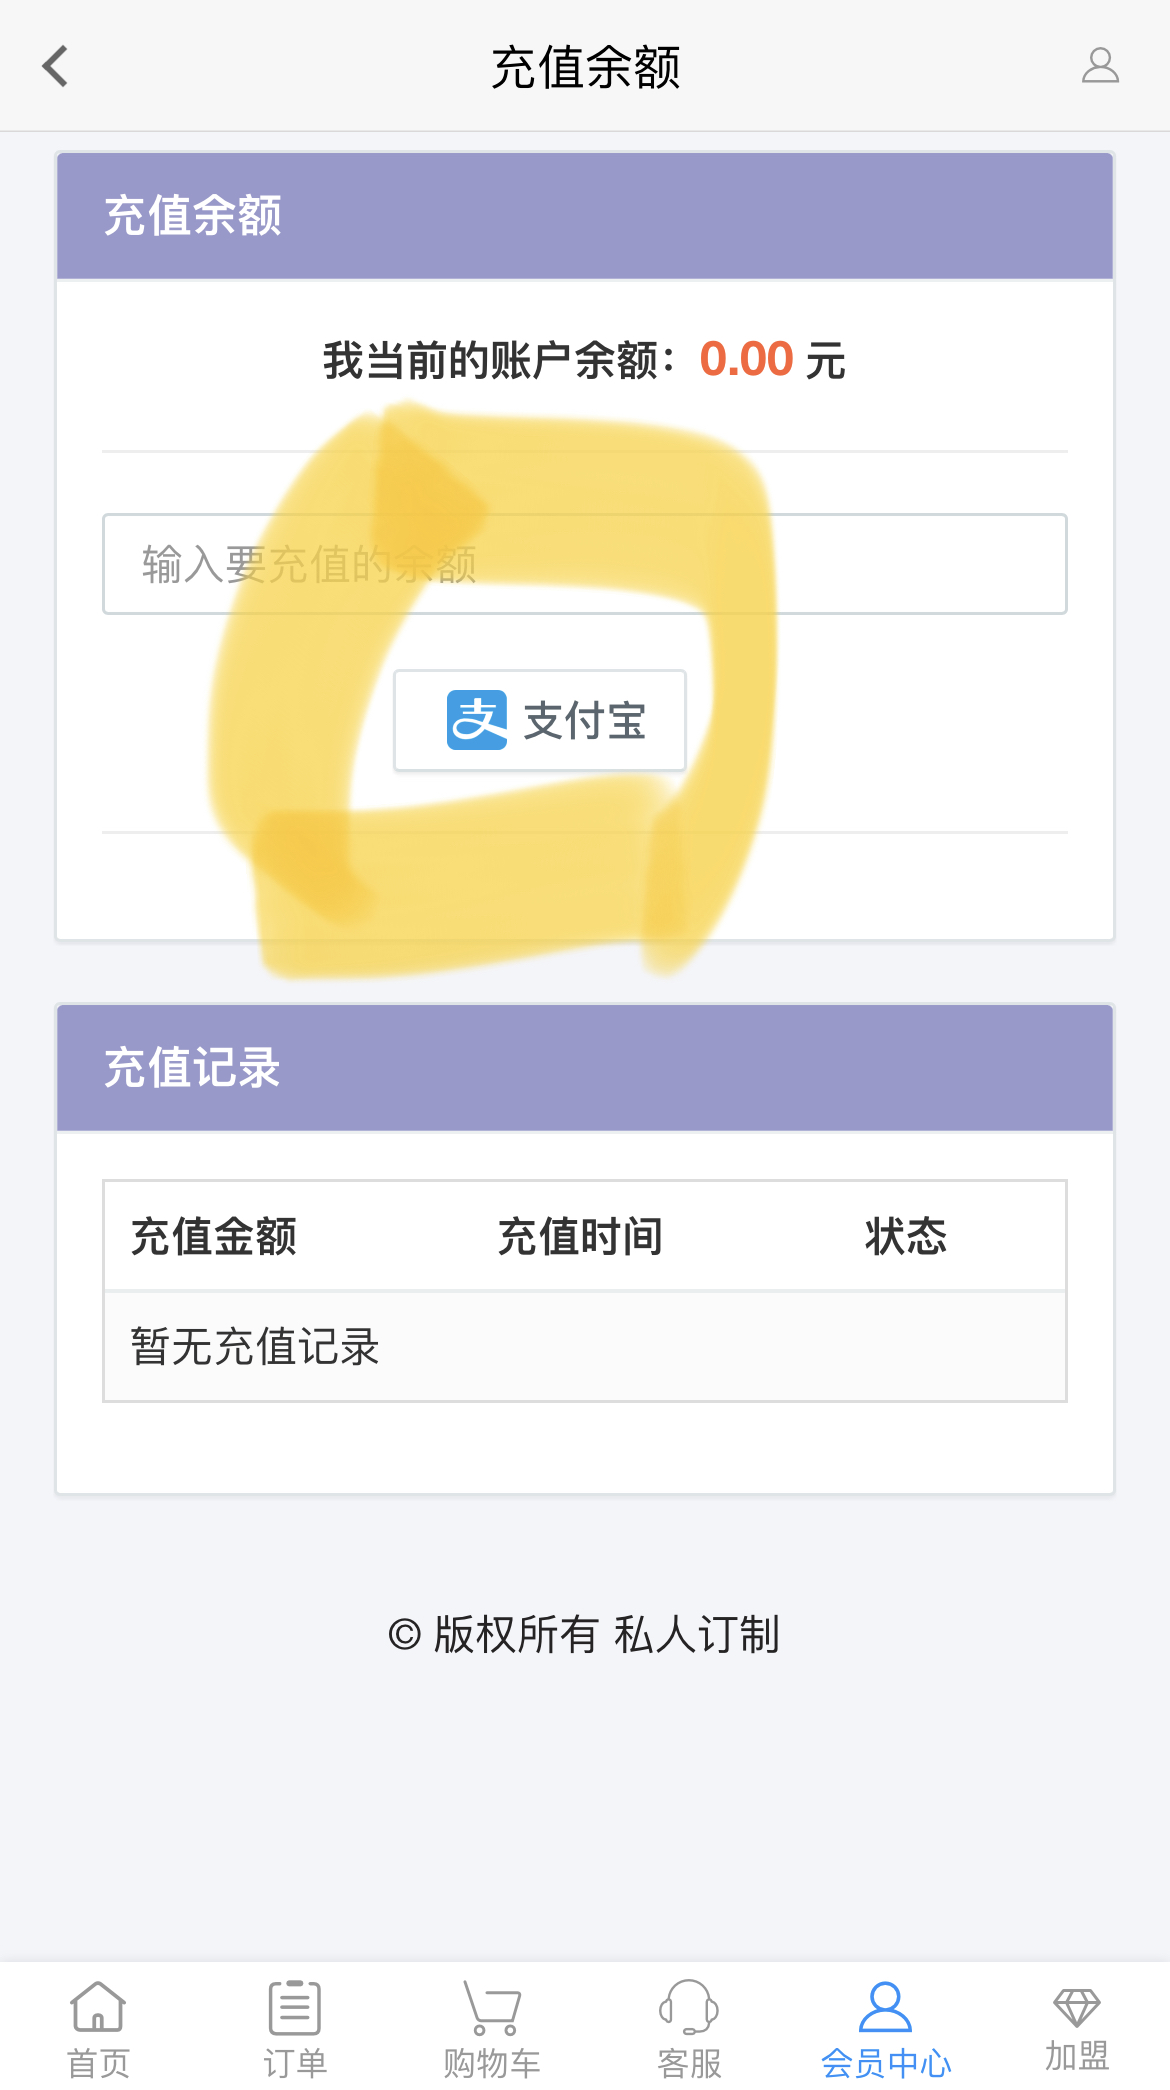 充值余额
充值余额
我当前的账户余额：0.00 元
输入要充值的余额
支 支付宝
充值记录
充值金额 充值时间 状态
暂无充值记录
© 版权所有 私人订制
首页 订单 购物车 客服 会员中心 加盟